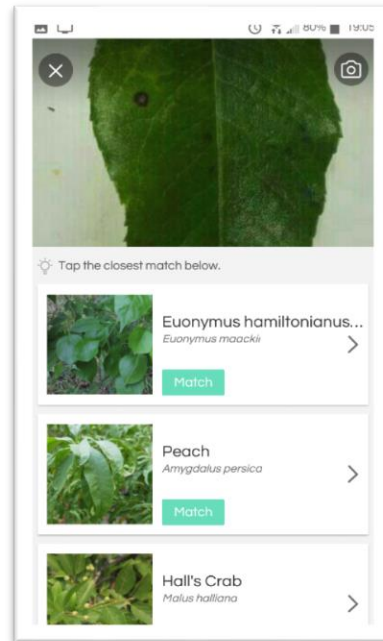 80% 19:05
Tap the closest match below.
Euonymus hamiltonianus...
Euonymus maackii
Match
Peach
Amygdalus persica
Match
Hall's Crab
Malus halliana